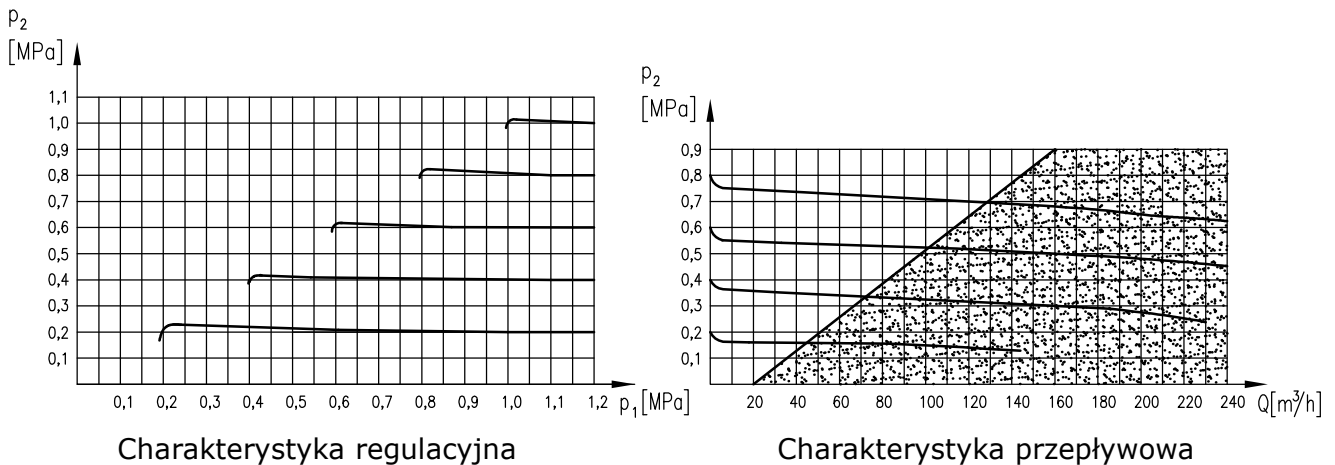 p₂
[MPa]
1,1
1,0
0,9
0,8
0,7
0,6
0,5
0,4
0,3
0,2
0,1
0,1 0,2 0,3 0,4 0,5 0,6 0,7 0,8 0,9 1,0 1,1 1,2 p₁[MPa]
Charakterystyka regulacyjna
p₂
[MPa]
0,9
0,8
0,7
0,6
0,5
0,4
0,3
0,2
0,1
20 40 60 80 100 120 140 160 180 200 220 240 Q[m³/h]
Charakterystyka przepływowa